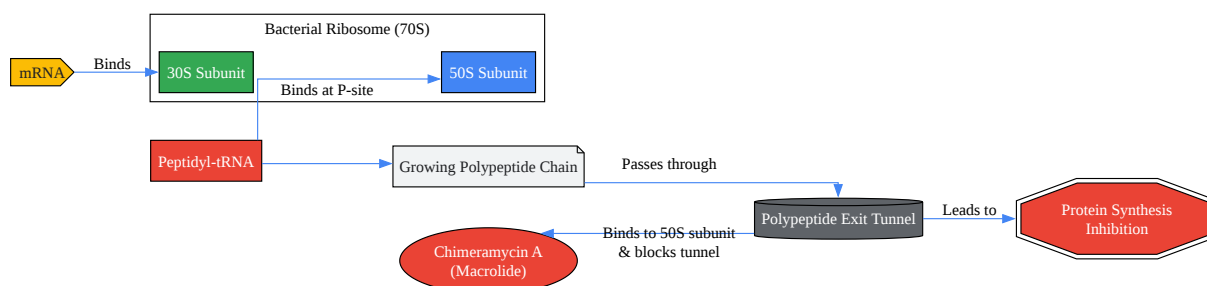 Bacterial Ribosome (70S)
mRNA
Binds
30S Subunit
50S Subunit
Binds at P-site
Peptidyl-tRNA
Growing Polypeptide Chain
Passes through
Polypeptide Exit Tunnel
Leads to
Protein Synthesis
Inhibition
Binds to 50S subunit
& blocks tunnel
Chimeramycin A
(Macrolide)